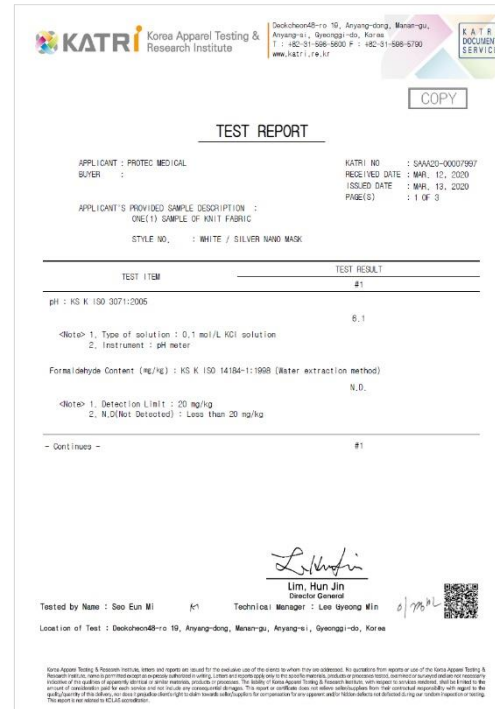 KATRI Korea Apparel Testing & Research Institute
Deokcheon48-ro 19, Anyang-dong, Manan-gu,
Anyang-si, Gyeonggi-do, Korea
T : +82-31-596-5600 F : +82-31-596-5790
www.katri.re.kr
KATRI
DOCUMENT
SERVICE
COPY
TEST REPORT
APPLICANT : PROTEC MEDICAL
BUYER :
KATRI NO : SAAA20-00007997
RECEIVED DATE : MAR. 12, 2020
ISSUED DATE : MAR. 13, 2020
PAGE(S) : 1 OF 3
APPLICANT'S PROVIDED SAMPLE DESCRIPTION :
ONE(1) SAMPLE OF KNIT FABRIC
STYLE NO. : WHITE / SILVER NANO MASK
TEST ITEM
TEST RESULT
#1
pH : KS K ISO 3071:2005
6.1
<Note> 1. Type of solution : 0.1 mol/L KCl solution
2. Instrument : pH meter
Formaldehyde Content (mg/kg) : KS K ISO 14184-1:1998 (Water extraction method)
N.D.
<Note> 1. Detection Limit : 20 mg/kg
2. N.D(Not Detected) : Less than 20 mg/kg
- Continues -
#1
Lim, Hun Jin
Director General
Tested by Name : Seo Eun Mi
Technical Manager : Lee Gyeong Min
Location of Test : Deokcheon48-ro 19, Anyang-dong, Manan-gu, Anyang-si, Gyeonggi-do, Korea